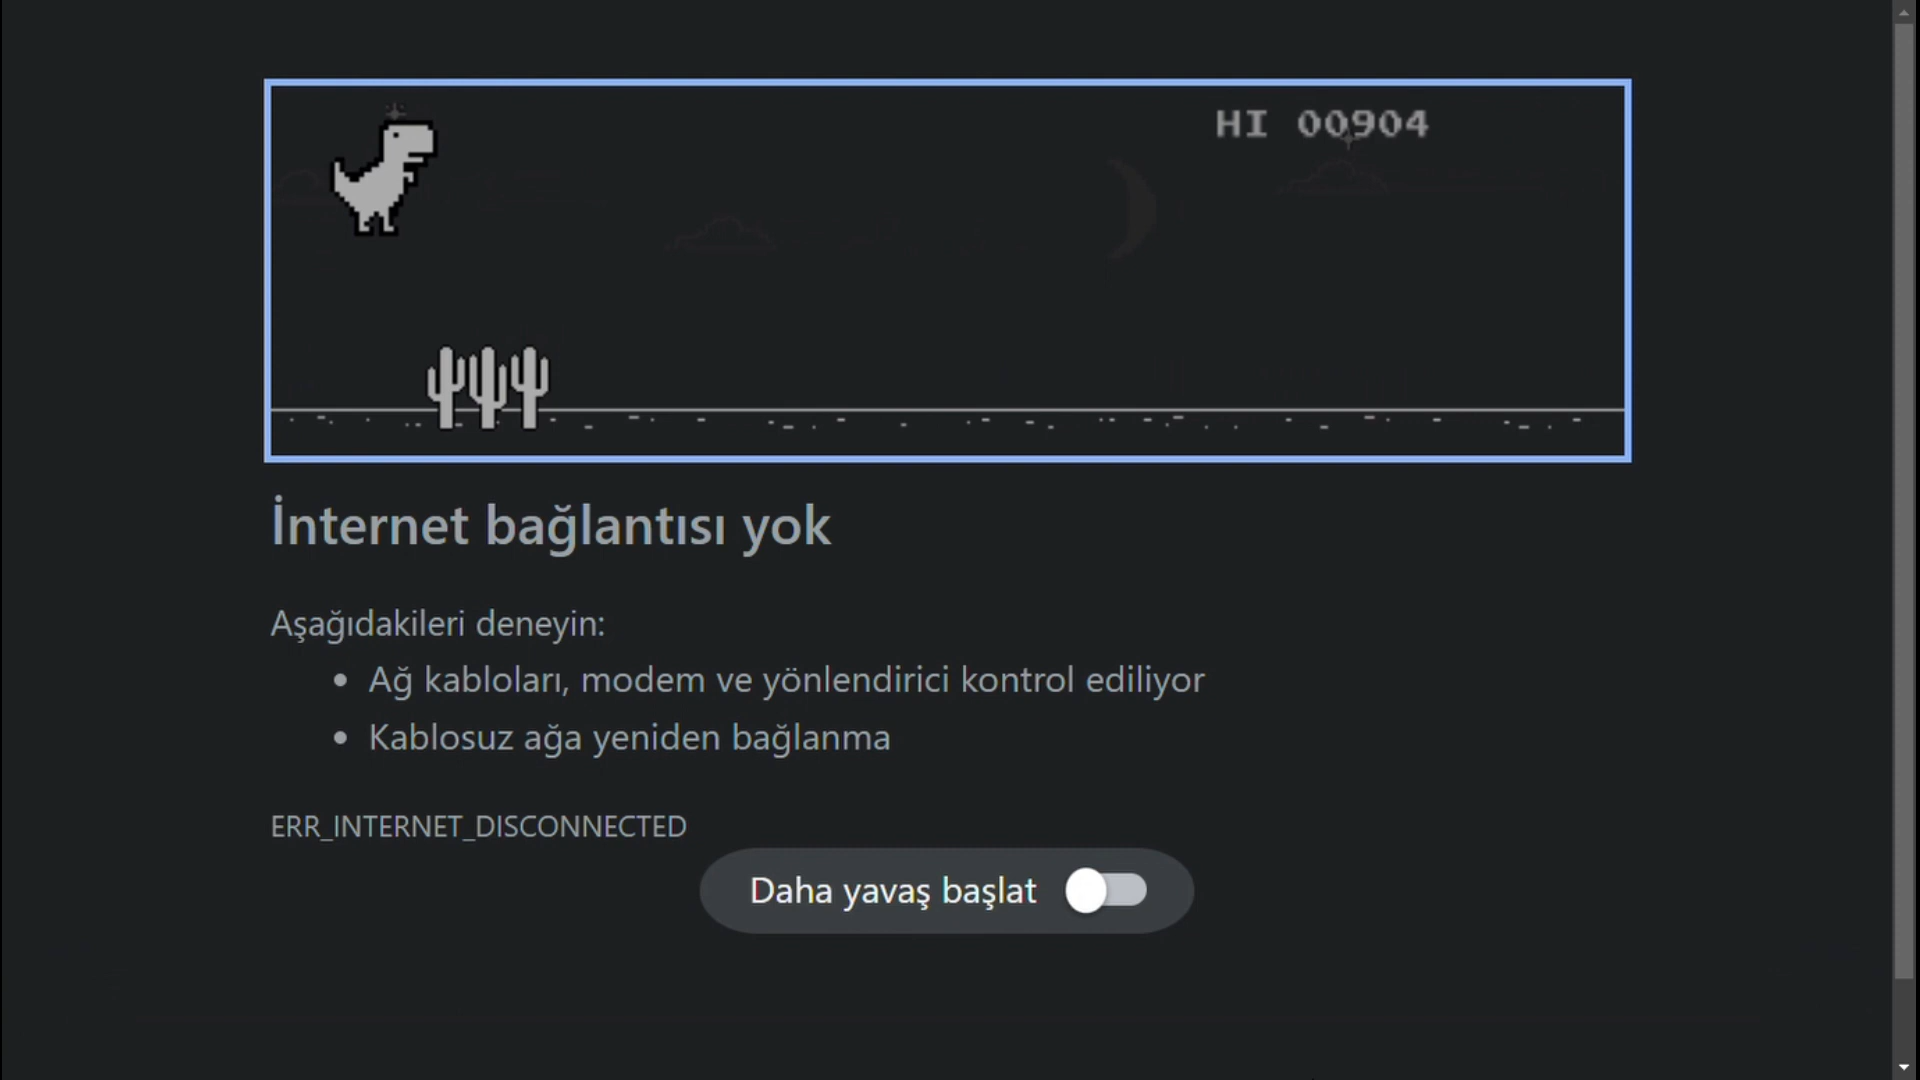 HI 00904
İnternet bağlantısı yok
Aşağıdakileri deneyin:
Ağ kabloları, modem ve yönlendirici kontrol ediliyor
Kablosuz ağa yeniden bağlanma
ERR_INTERNET_DISCONNECTED
Daha yavaş başlat